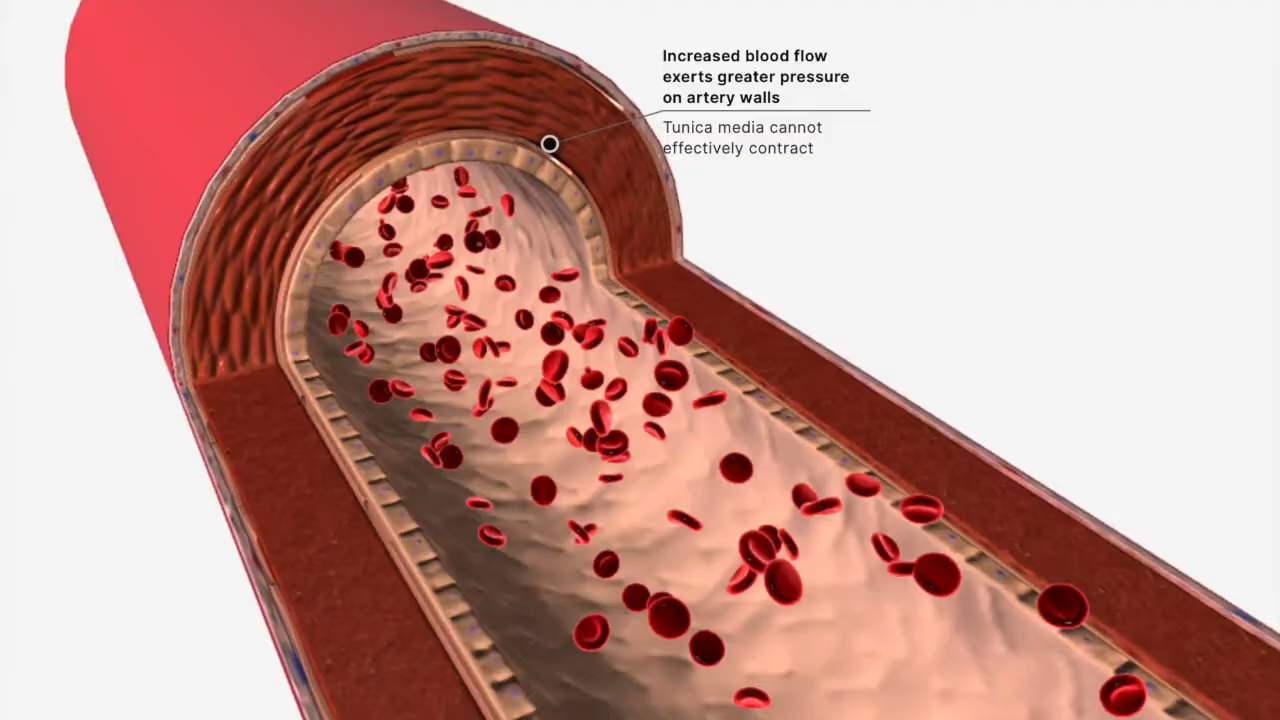 Increased blood flow
exerts greater pressure
on artery walls
Tunica media cannot
effectively contract